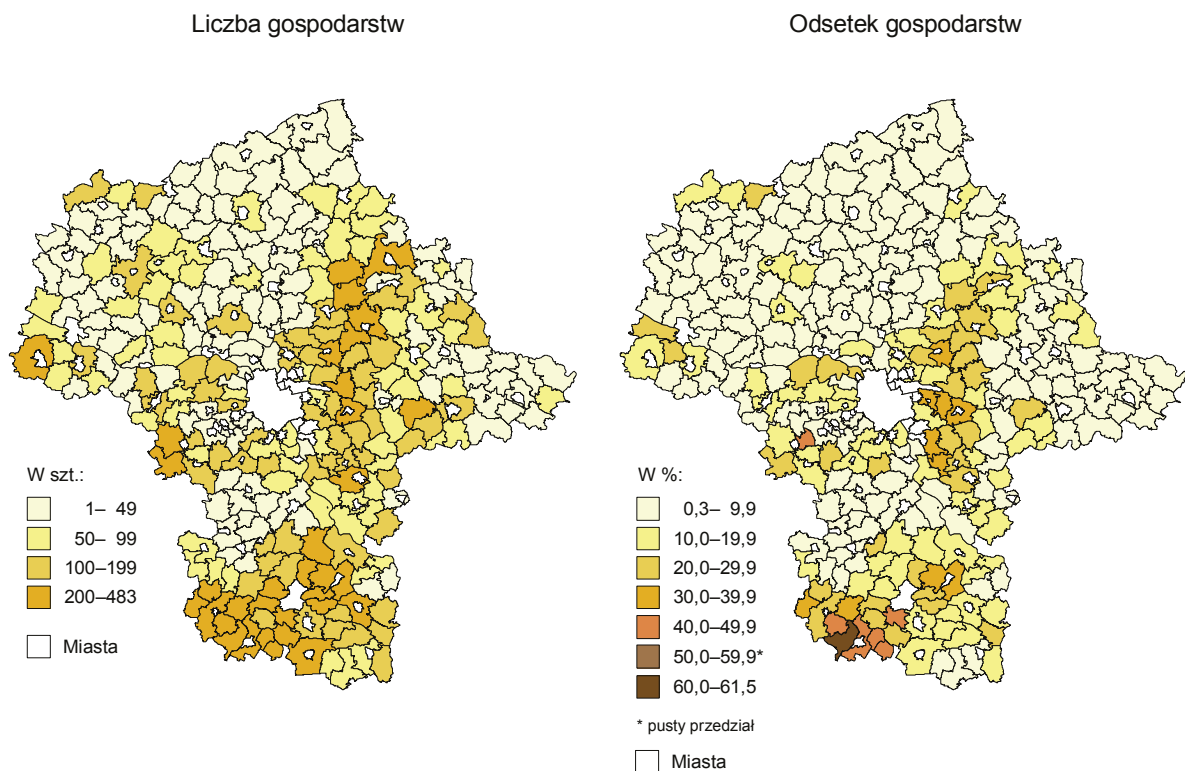 Liczba gospodarstw
Odsetek gospodarstw
W szt.:
1– 49
50– 99
100–199
200–483
Miasta
W %:
0,3– 9,9
10,0–19,9
20,0–29,9
30,0–39,9
40,0–49,9
50,0–59,9*
60,0–61,5
* pusty przedział
Miasta